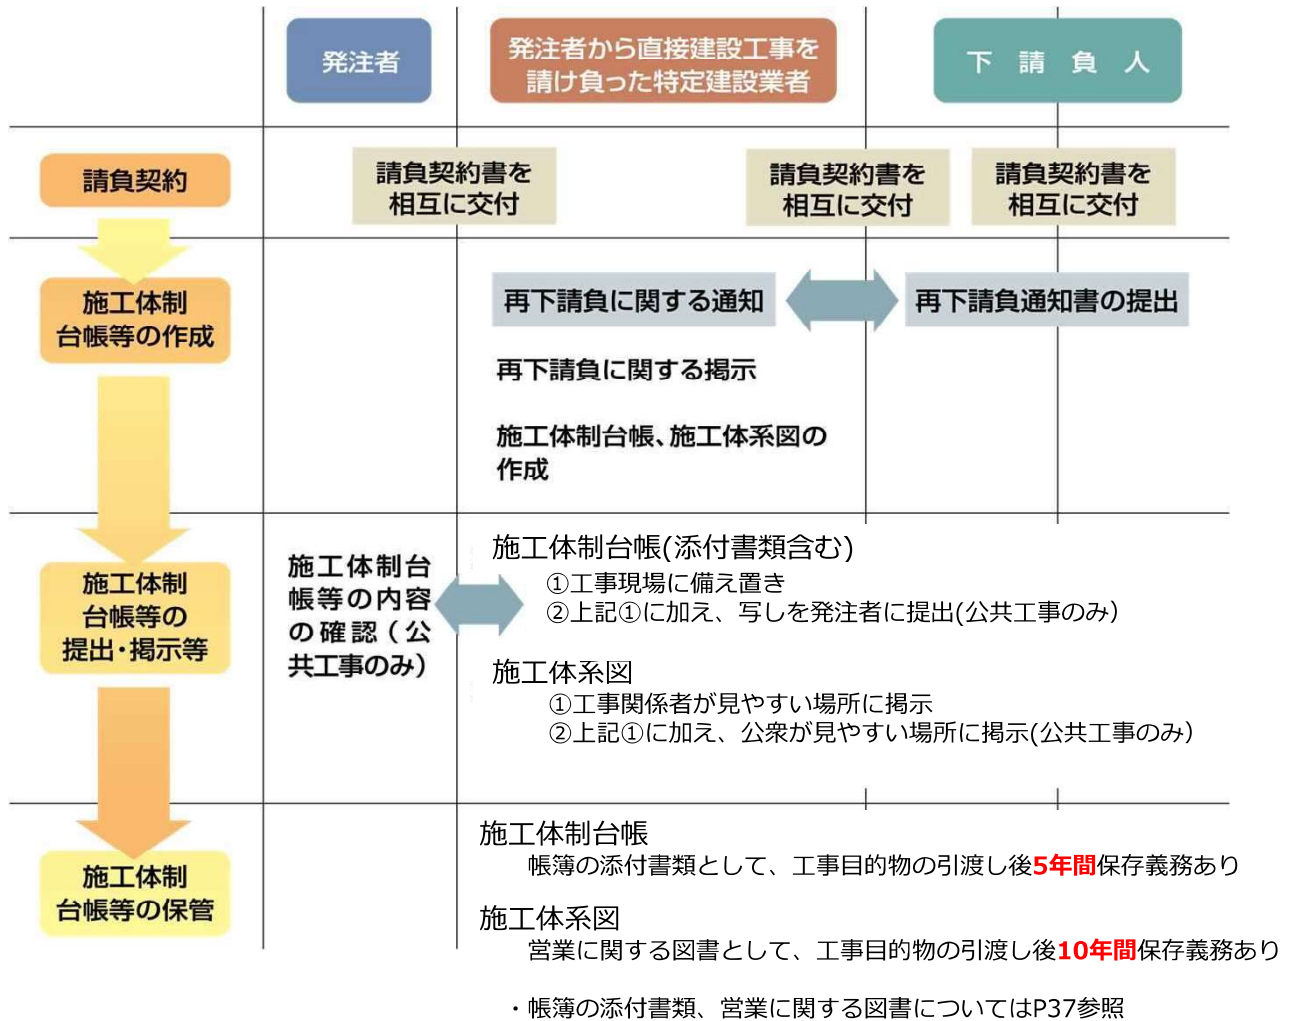 発注者
発注者から直接建設工事を
請け負った特定建設業者
下請負人
請負契約
請負契約書を
相互に交付
請負契約書を
相互に交付
請負契約書を
相互に交付
施工体制
台帳等の作成
再下請負に関する通知
再下請負通知書の提出
再下請負に関する掲示
施工体制台帳、施工体系図の
作成
施工体制
台帳等の
提出・掲示等
施工体制台
帳等の内容
の確認(公
共工事のみ)
施工体制台帳(添付書類含む)
①工事現場に備え置き
②上記①に加え、写しを発注者に提出(公共工事のみ)
施工体系図
①工事関係者が見やすい場所に掲示
②上記①に加え、公衆が見やすい場所に掲示(公共工事のみ)
施工体制
台帳等の保管
施工体制台帳
帳簿の添付書類として、工事目的物の引渡し後5年間保存義務あり
施工体系図
営業に関する図書として、工事目的物の引渡し後10年間保存義務あり
・帳簿の添付書類、営業に関する図書についてはP37参照